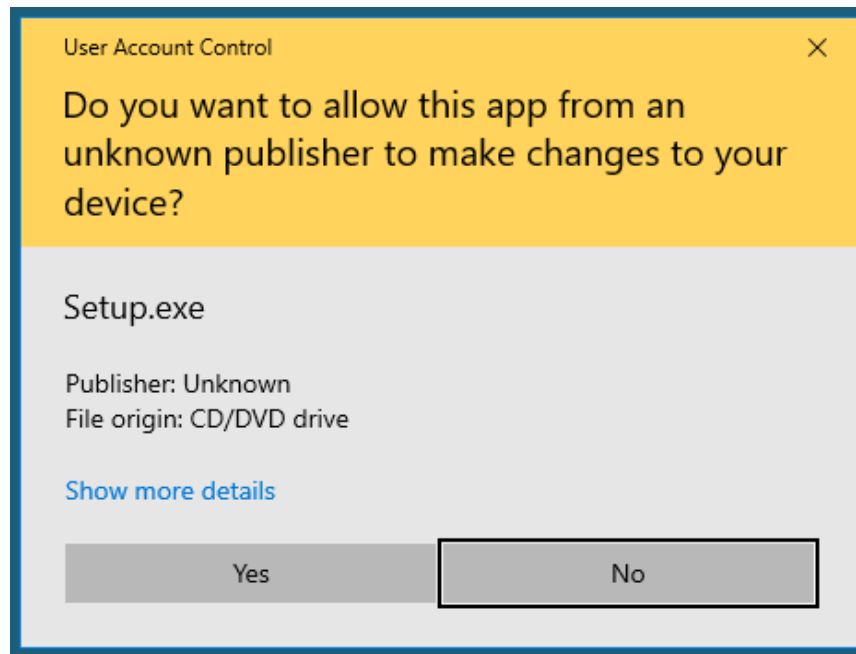 User Account Control
Do you want to allow this app from an
unknown publisher to make changes to your
device?
Setup.exe
Publisher: Unknown
File origin: CD/DVD drive
Show more details
Yes No